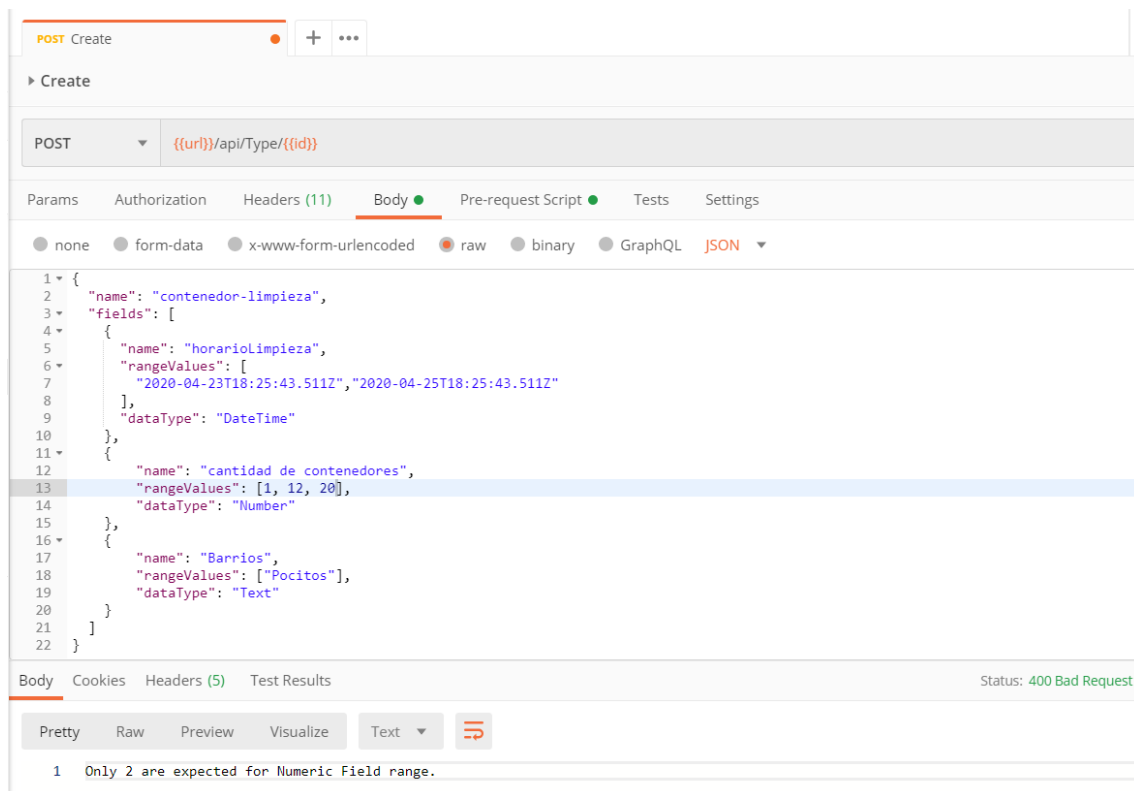 POST Create
Create
POST {{url}}/api/Type/{{id}}
Params Authorization Headers (11) Body Pre-request Script Tests Settings
none form-data x-www-form-urlencoded raw binary GraphQL JSON
1 {
2 "name": "contenedor-limpieza",
3 "fields": [
4 {
5 "name": "horarioLimpieza",
6 "rangeValues": [
7 "2020-04-23T18:25:43.511Z","2020-04-25T18:25:43.511Z"
8 ],
9 "dataType": "DateTime"
10 },
11 {
12 "name": "cantidad de contenedores",
13 "rangeValues": [1, 12, 20],
14 "dataType": "Number"
15 },
16 {
17 "name": "Barrios",
18 "rangeValues": ["Pocitos"],
19 "dataType": "Text"
20 }
21 ]
22 }
Body Cookies Headers (5) Test Results Status: 400 Bad Request
Pretty Raw Preview Visualize Text
1 Only 2 are expected for Numeric Field range.